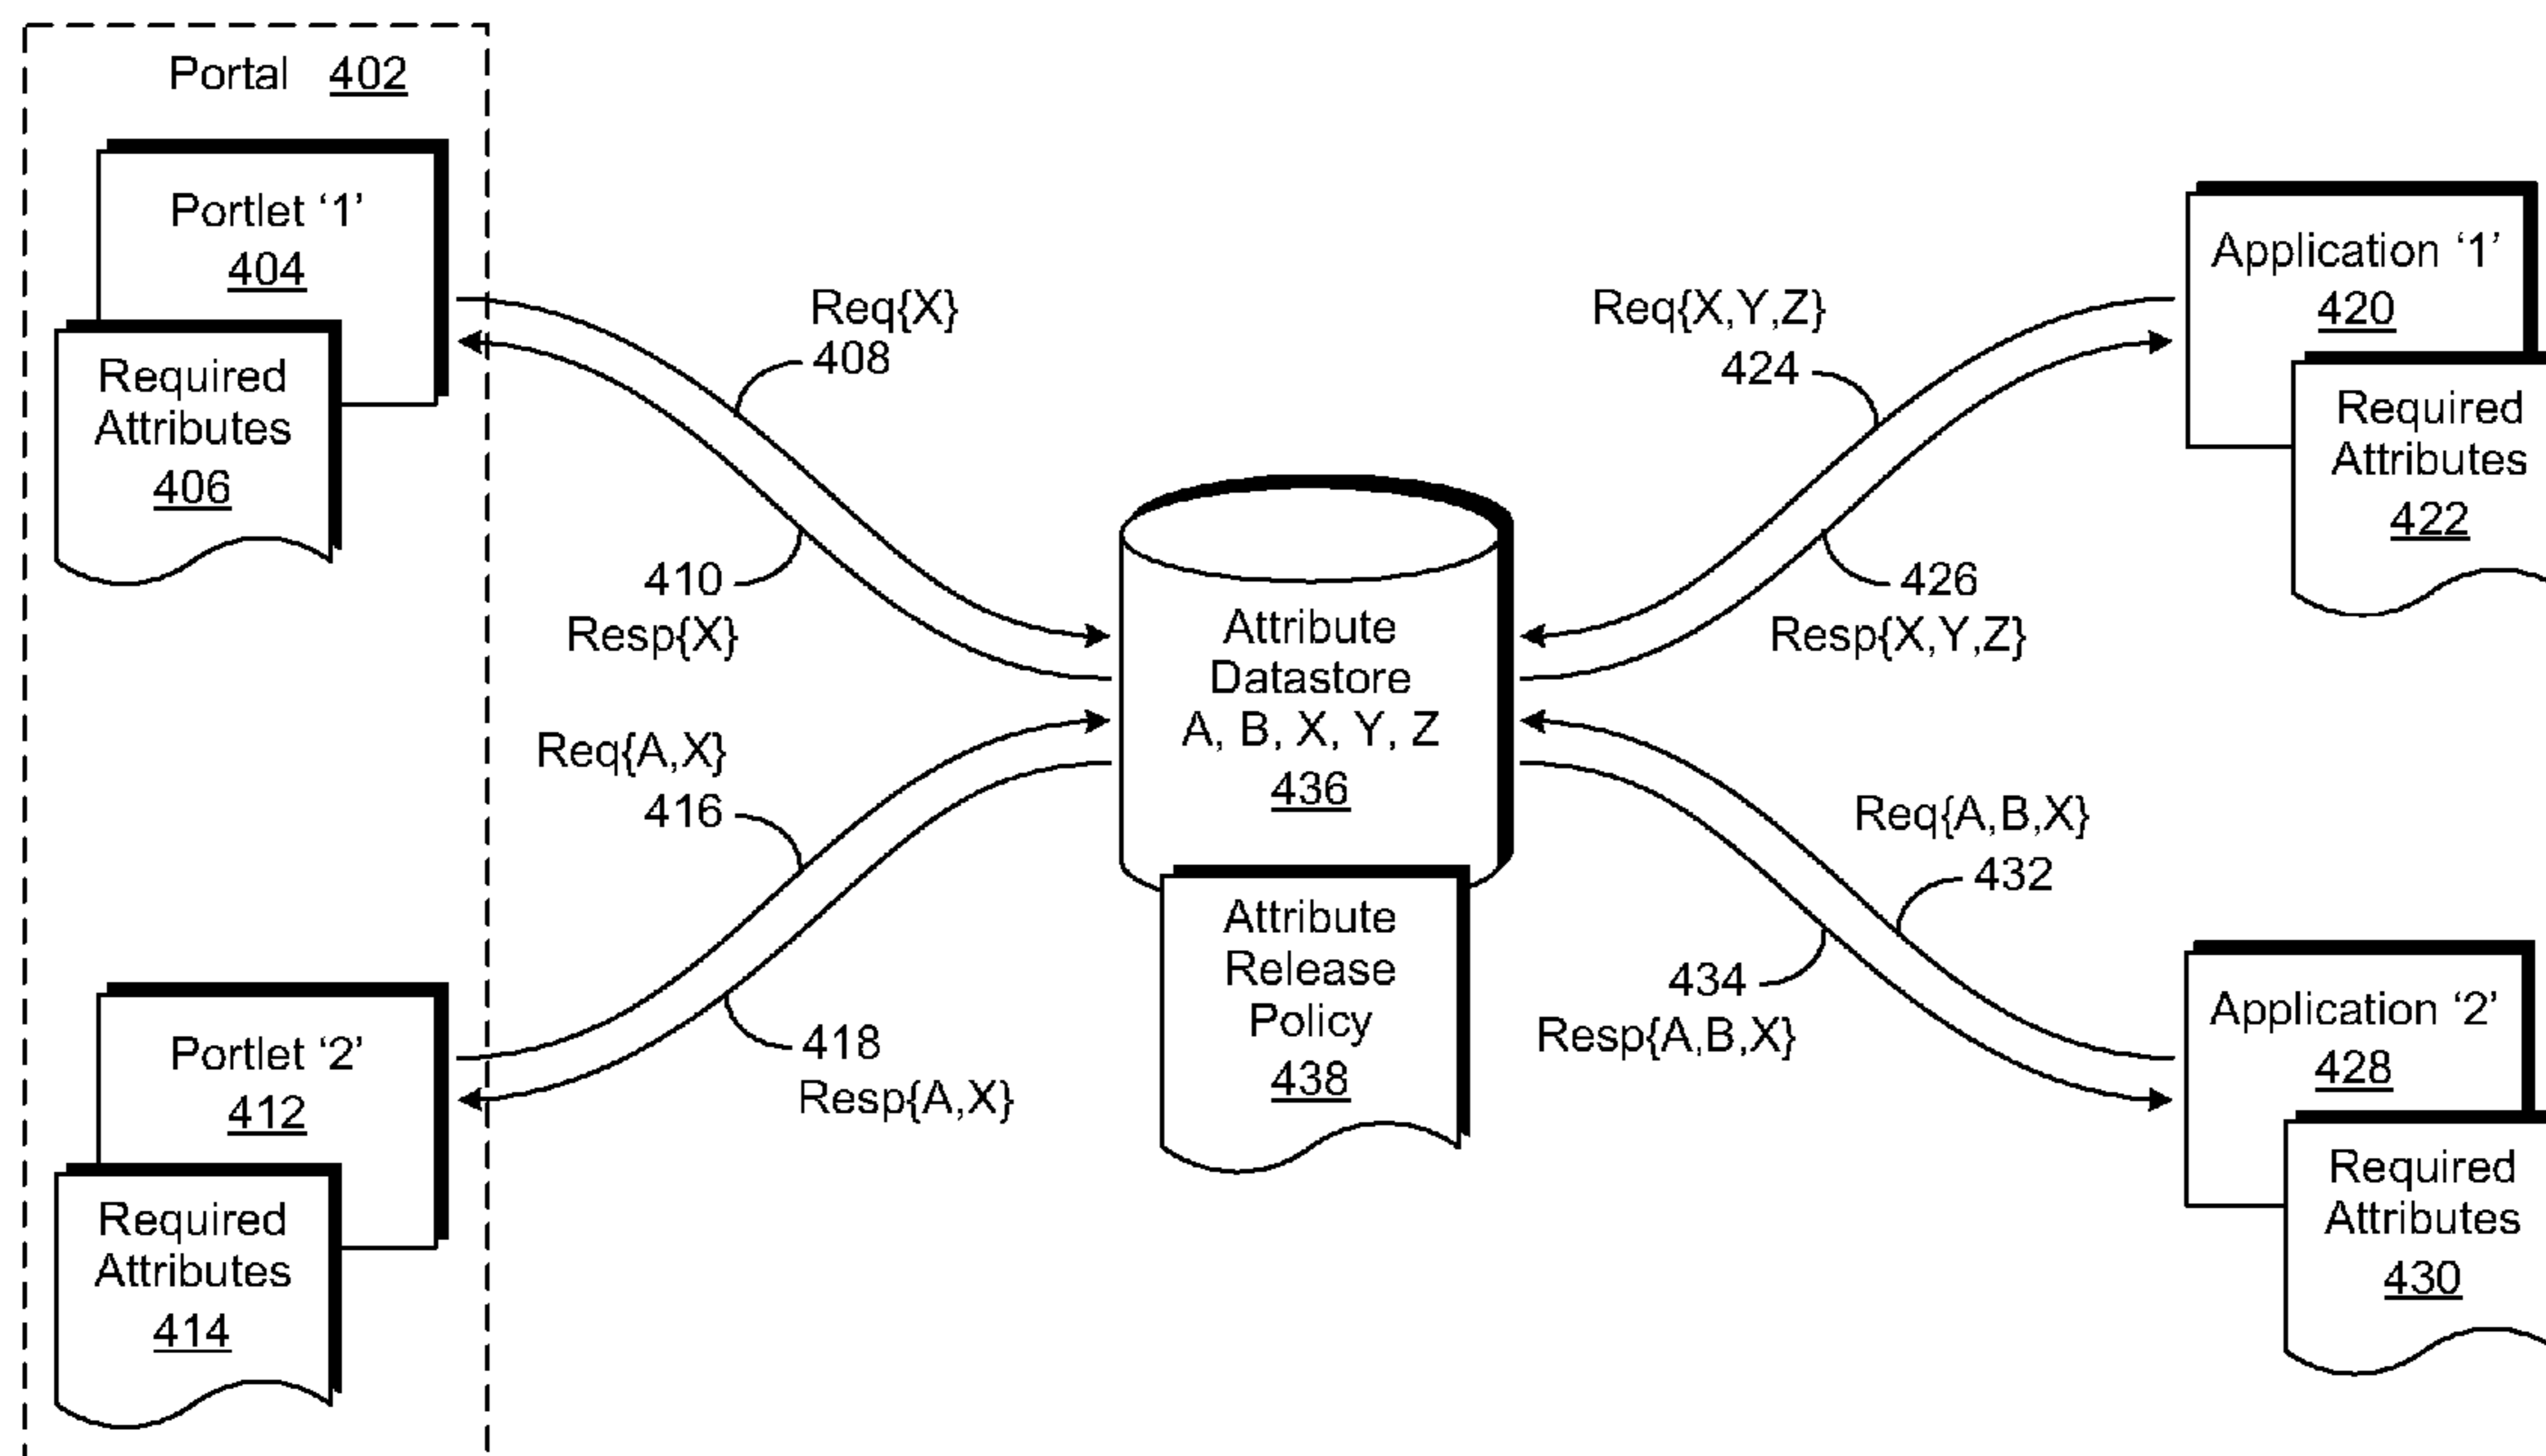 Portal 402
Portlet ‘1’
404
Required
Attributes
406
Req{X}
408
410
Resp{X}
Req{A,X}
416
418
Resp{A,X}
Portlet ‘2’
412
Required
Attributes
414
Attribute
Datastore
A, B, X, Y, Z
436
Attribute
Release
Policy
438
Req{X,Y,Z}
424
426
Resp{X,Y,Z}
Application ‘1’
420
Required
Attributes
422
Req{A,B,X}
432
434
Resp{A,B,X}
Application ‘2’
428
Required
Attributes
430